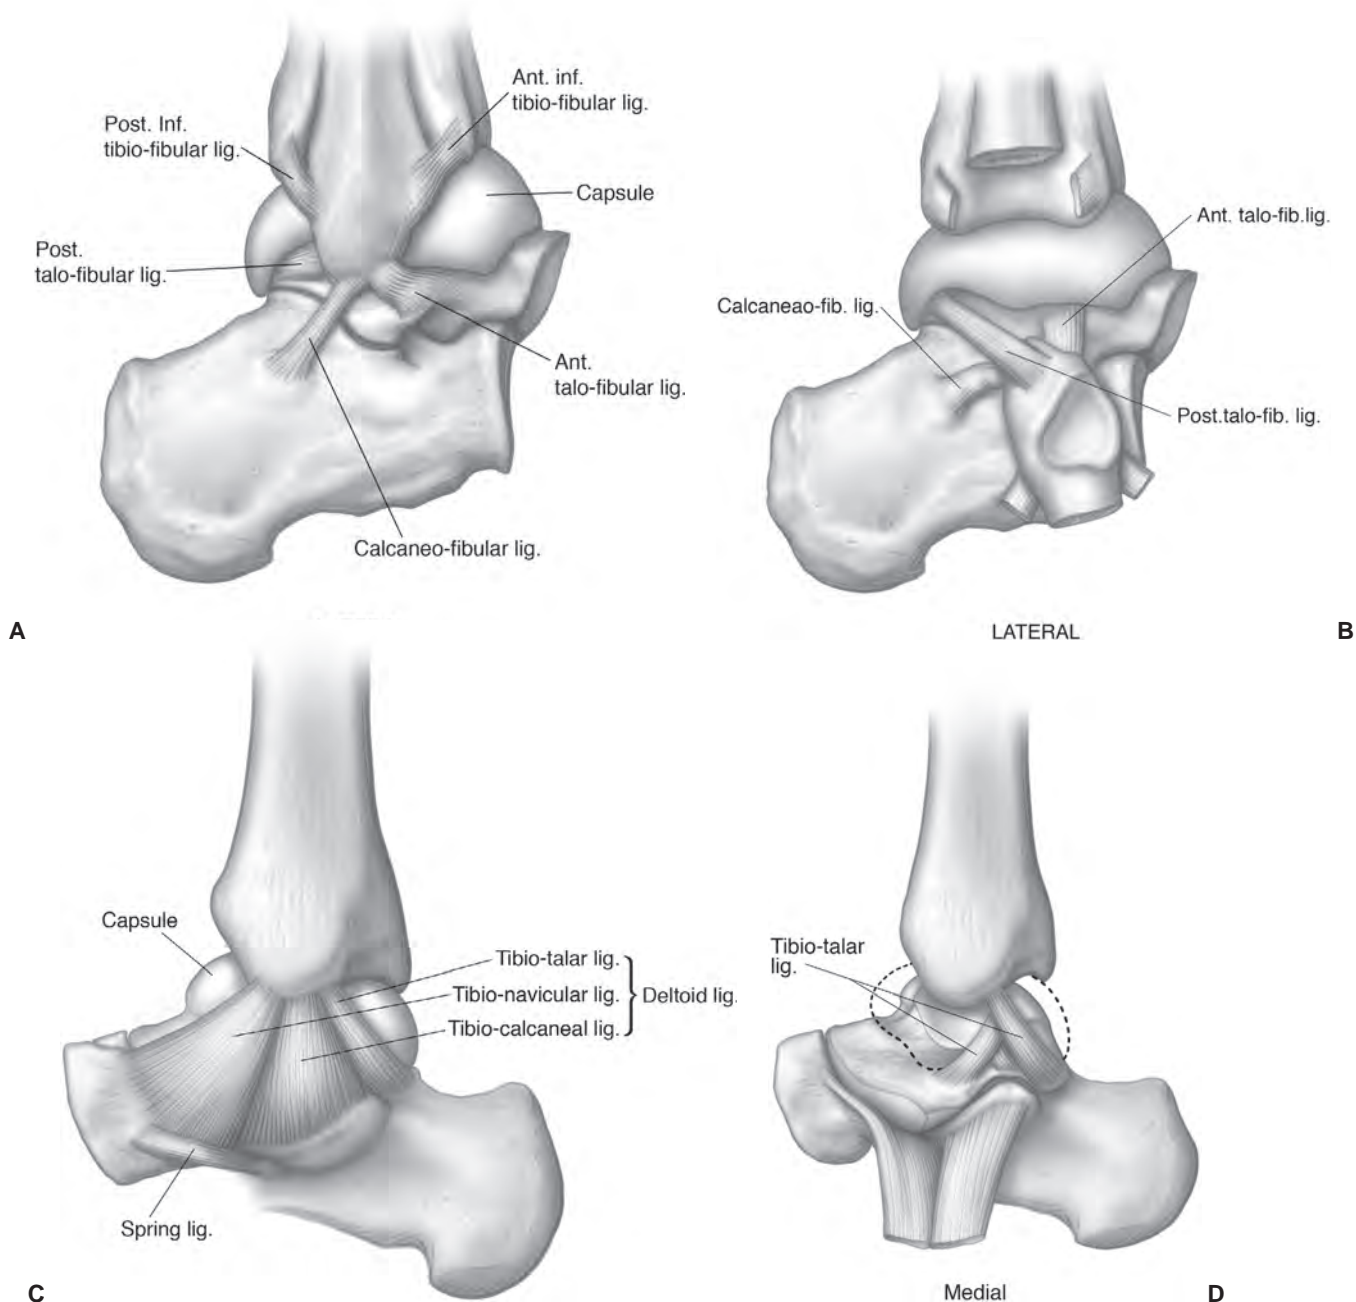 Ant. inf.
tibio-fibular lig.
Post. Inf.
tibio-fibular lig.
Capsule
Post.
talo-fibular lig.
Ant.
talo-fibular lig.
Calcaneo-fibular lig.
A
Ant. talo-fib.lig.
Calcaneao-fib. lig.
Post.talo-fib. lig.
LATERAL
B
Capsule
Tibio-talar lig.
Tibio-navicular lig.
Tibio-calcaneal lig.
Deltoid lig.
Spring lig.
C
Tibio-talar
lig.
Medial
D